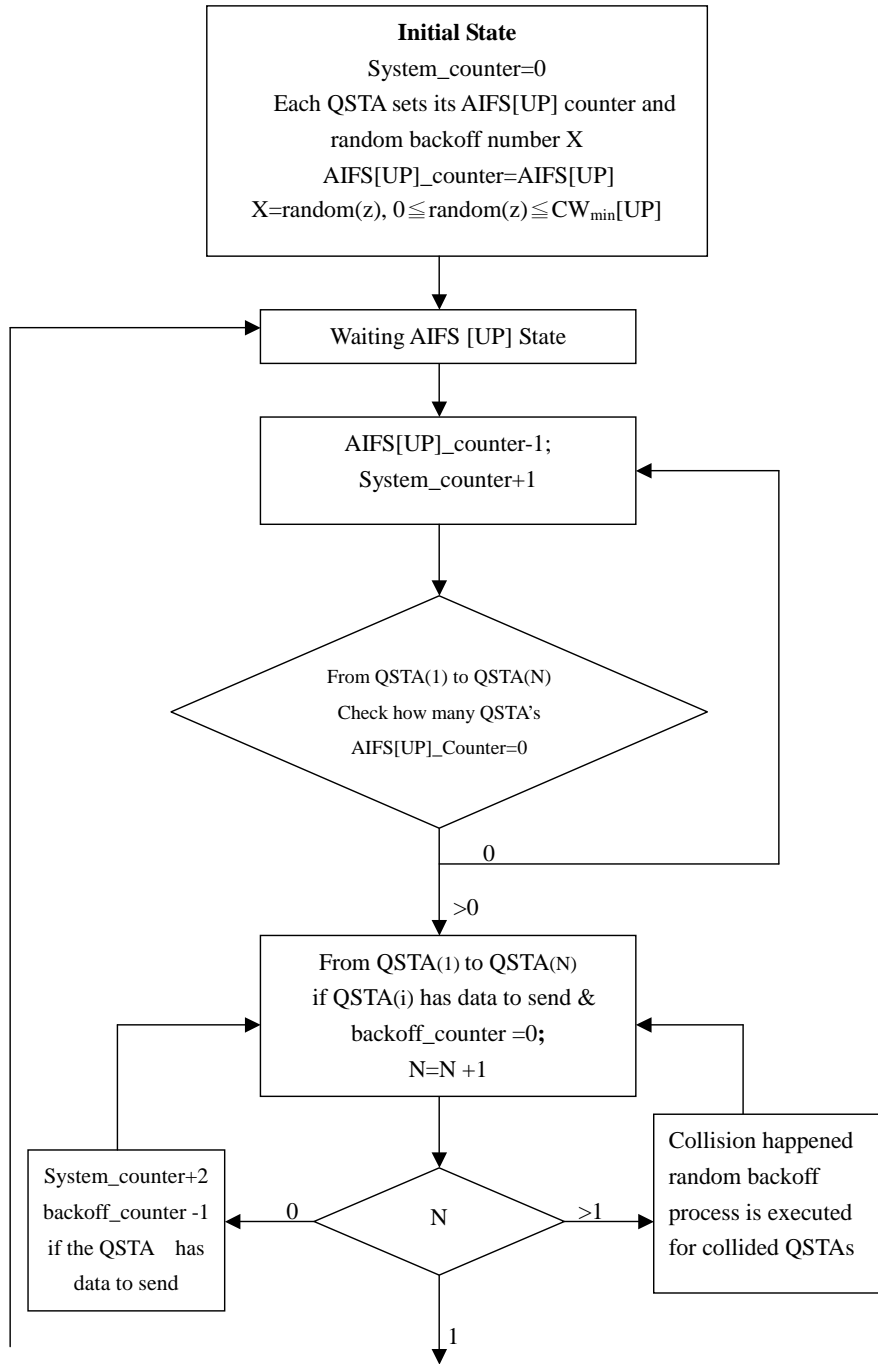 Initial State
System_counter=0
Each QSTA sets its AIFS[UP] counter and
random backoff number X
AIFS[UP]_counter=AIFS[UP]
X=random(z), 0≦random(z)≦CWmin[UP]
Waiting AIFS [UP] State
AIFS[UP]_counter-1;
System_counter+1
From QSTA(1) to QSTA(N)
Check how many QSTA's
AIFS[UP]_Counter=0
0
>0
From QSTA(1) to QSTA(N)
if QSTA(i) has data to send &
backoff_counter =0;
N=N +1
System_counter+2
backoff_counter -1
if the QSTA has
data to send
0
N
>1
Collision happened
random backoff
process is executed
for collided QSTAs
1